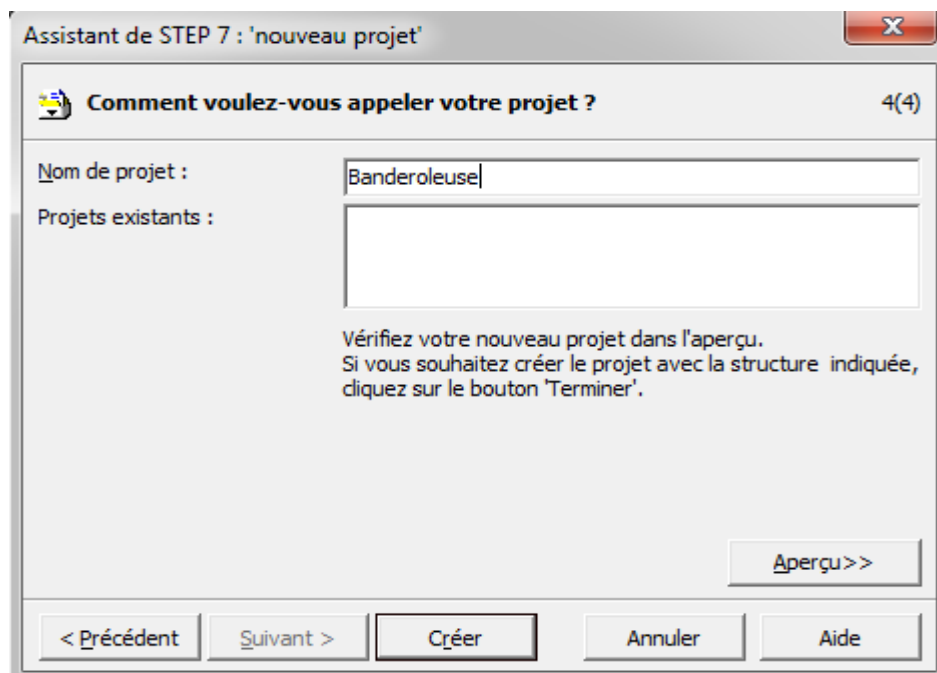 Assistant de STEP 7 : 'nouveau projet'
Comment voulez-vous appeler votre projet ? 4(4)
Nom de projet : Banderoleuse
Projets existants :
Vérifiez votre nouveau projet dans l'aperçu.
Si vous souhaitez créer le projet avec la structure indiquée,
cliquez sur le bouton 'Terminer'.
Aperçu>>
< Précédent Suivant > Créer Annuler Aide